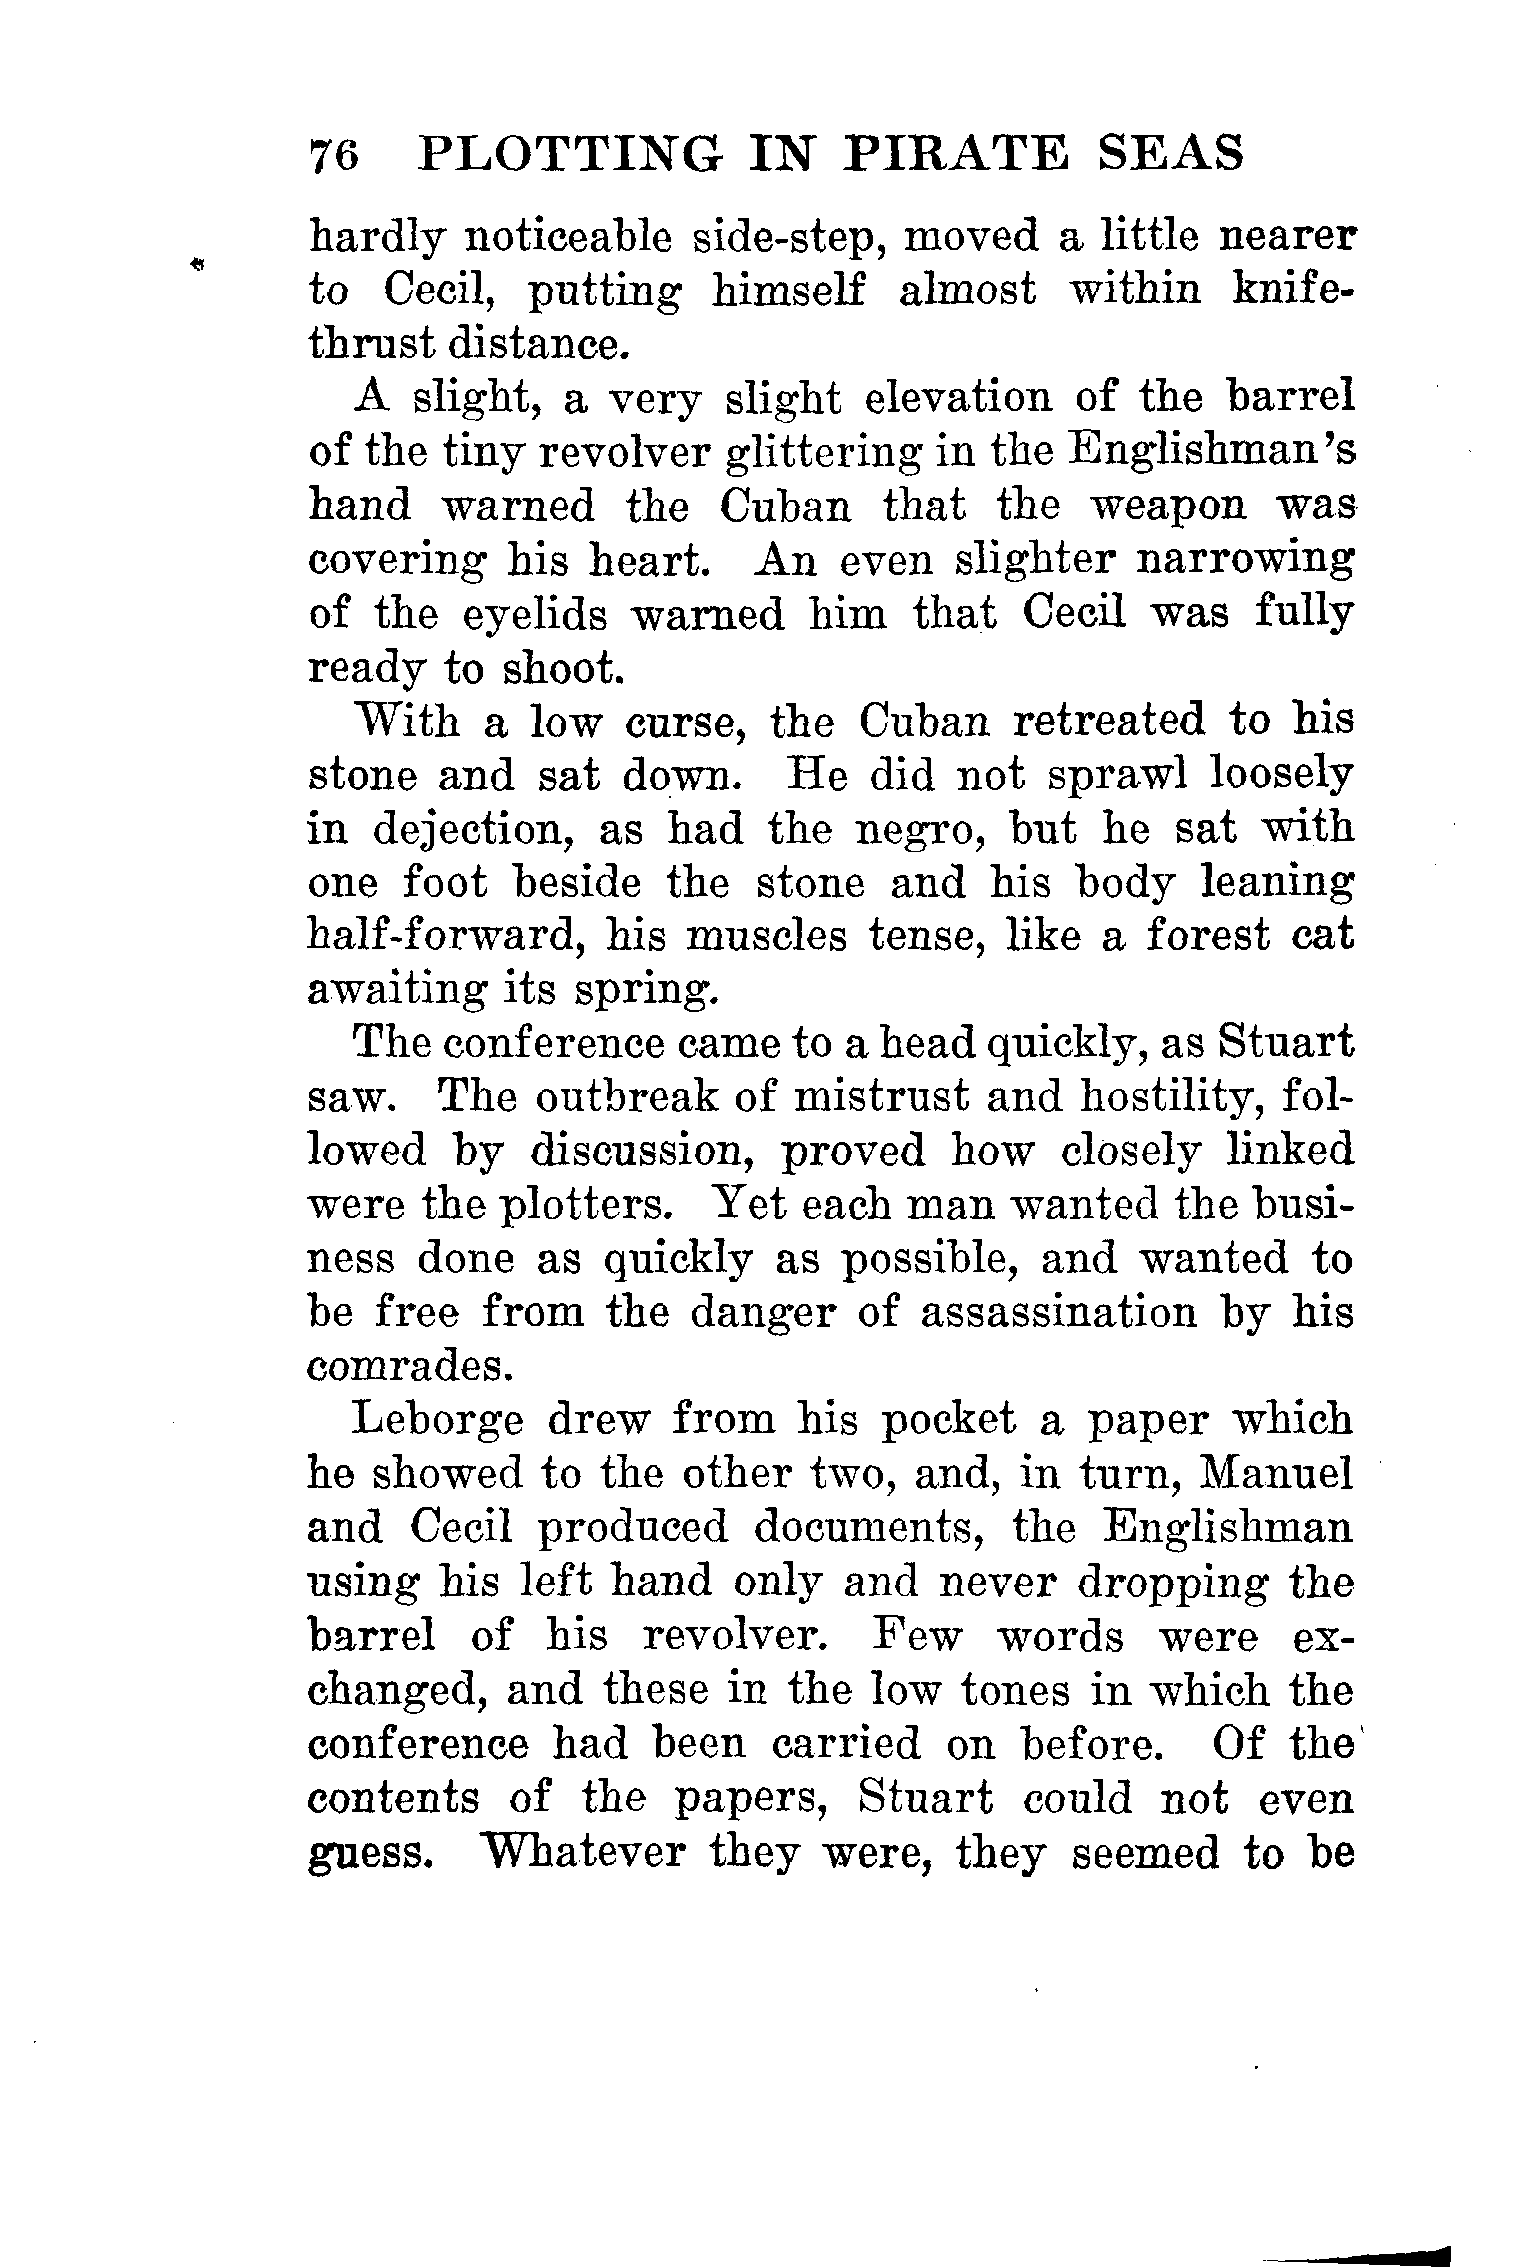 76 PLOTTING IN PIRATE SEAS
hardly noticeable side-step, moved a little nearer
to Cecil, putting himself almost within knife-
thrust distance.
A slight, a very slight elevation of the barrel
of the tiny revolver glittering in the Englishman's
hand warned the Cuban that the weapon was
covering his heart. An even slighter narrowing
of the eyelids warned him that Cecil was fully
ready to shoot.
With a low curse, the Cuban retreated to his
stone and sat down. He did not sprawl loosely
in dejection, as had the negro, but he sat with
one foot beside the stone and his body leaning
half-forward, his muscles tense, like a forest cat
awaiting its spring.
The conference came to a head quickly, as Stuart
saw. The outbreak of mistrust and hostility, fol-
lowed by discussion, proved how closely linked
were the plotters. Yet each man wanted the busi-
ness done as quickly as possible, and wanted to
be free from the danger of assassination by his
comrades.
Leborge drew from his pocket a paper which
he showed to the other two, and, in turn, Manuel
and Cecil produced documents, the Englishman
using his left hand only and never dropping the
barrel of his revolver. Few words were ex-
changed, and these in the low tones in which the
conference had been carried on before. Of the
contents of the papers, Stuart could not even
guess. Whatever they were, they seemed to be